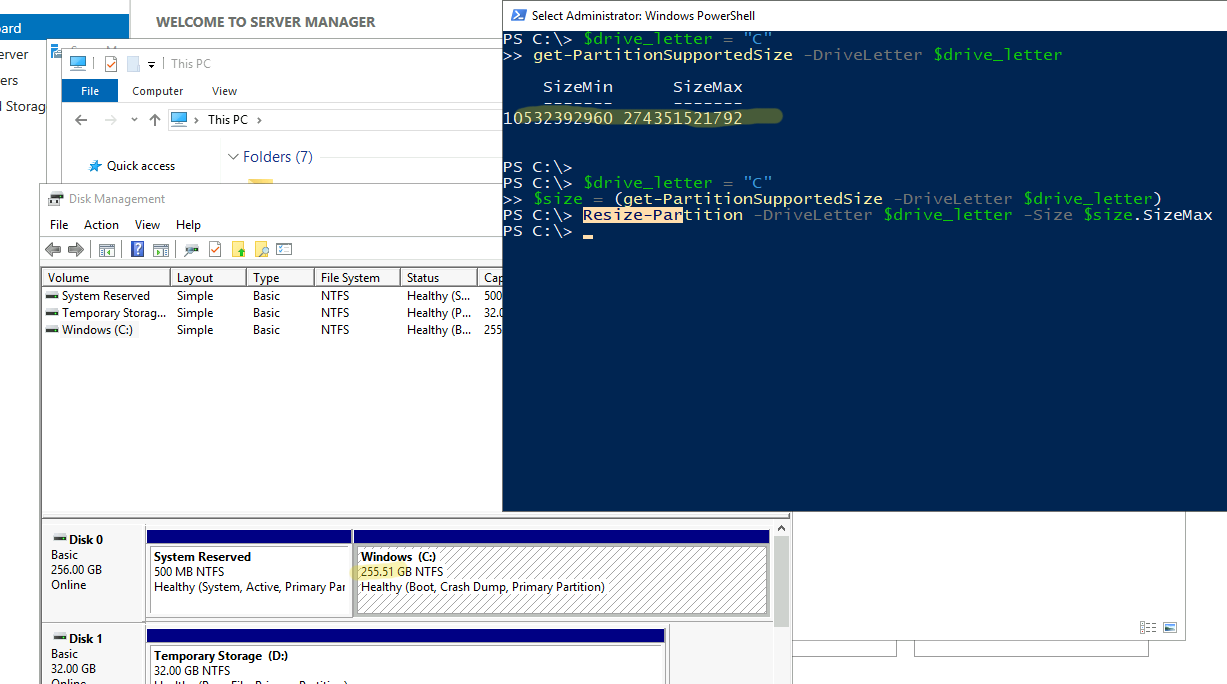 WELCOME TO SERVER MANAGER
This PC
File
Computer
View
This PC
Quick access
Folders (7)
Select Administrator: Windows PowerShell
PS C:\> $drive_letter = "C"
>> get-PartitionSupportedSize -DriveLetter $drive_letter
SizeMin SizeMax
------- -------
10532392960 274351521792
PS C:\>
PS C:\> $drive_letter = "C"
>> $size = (get-PartitionSupportedSize -DriveLetter $drive_letter)
PS C:\> Resize-Partition -DriveLetter $drive_letter -Size $size.SizeMax
PS C:\>
Disk Management
File Action View Help
Volume Layout Type File System Status Cap
System Reserved Simple Basic NTFS Healthy (S... 500
Temporary Storag... Simple Basic NTFS Healthy (P... 32.0
Windows (C:) Simple Basic NTFS Healthy (B... 255
Disk 0
Basic
256.00 GB
Online
System Reserved
500 MB NTFS
Healthy (System, Active, Primary Par
Windows (C:)
255.51 GB NTFS
Healthy (Boot, Crash Dump, Primary Partition)
Disk 1
Basic
32.00 GB
Online
Temporary Storage (D:)
32.00 GB NTFS